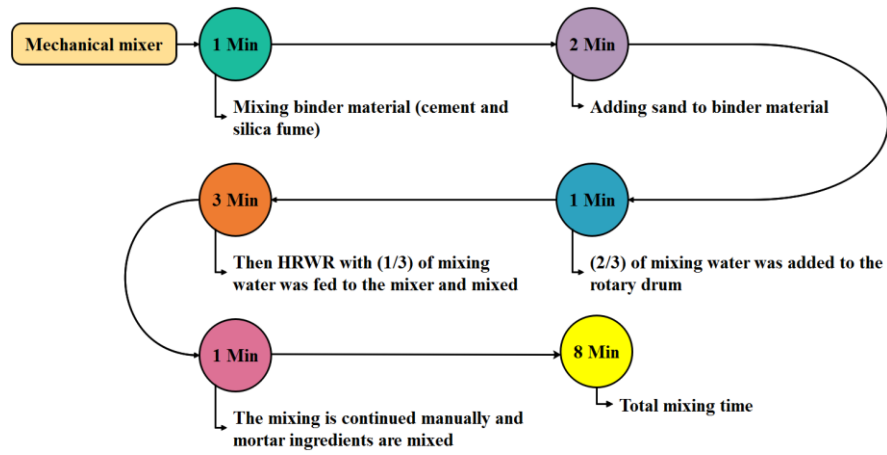 Mechanical mixer
1 Min
2 Min
Mixing binder material (cement and
silica fume)
Adding sand to binder material
3 Min
1 Min
Then HRWR with (1/3) of mixing
water was fed to the mixer and mixed
(2/3) of mixing water was added to the
rotary drum
1 Min
8 Min
The mixing is continued manually and
mortar ingredients are mixed
Total mixing time